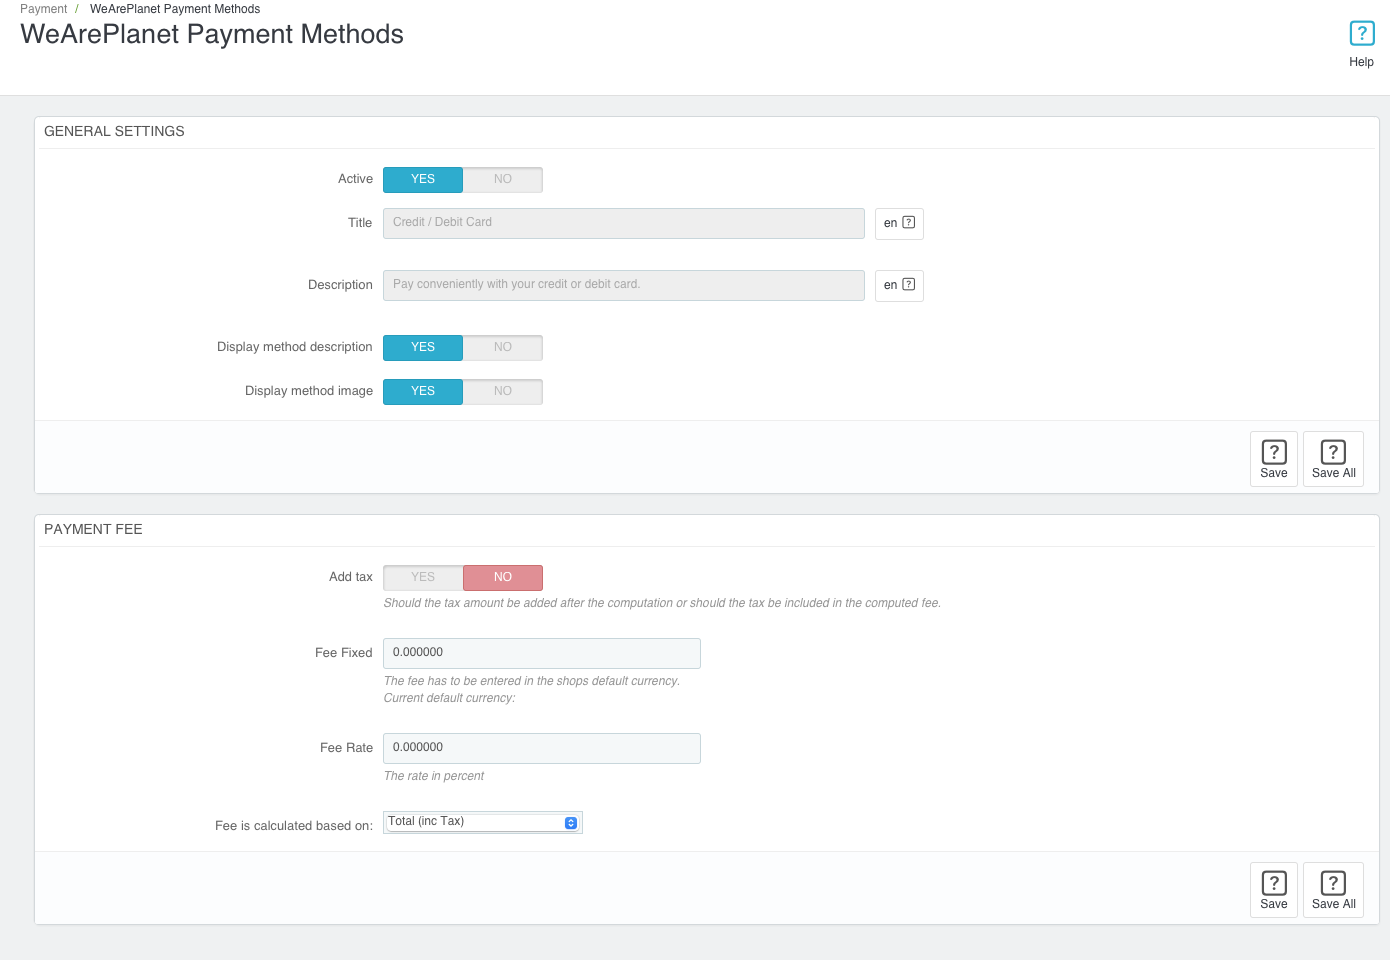 Payment / WeArePlanet Payment Methods
WeArePlanet Payment Methods
Help
GENERAL SETTINGS
Active YES NO
Title Credit / Debit Card en
Description Pay conveniently with your credit or debit card. en
Display method description YES NO
Display method image YES NO
Save Save All
PAYMENT FEE
Add tax YES NO
Should the tax amount be added after the computation or should the tax be included in the computed fee.
Fee Fixed 0.000000
The fee has to be entered in the shops default currency.
Current default currency:
Fee Rate 0.000000
The rate in percent
Fee is calculated based on: Total (inc Tax)
Save Save All